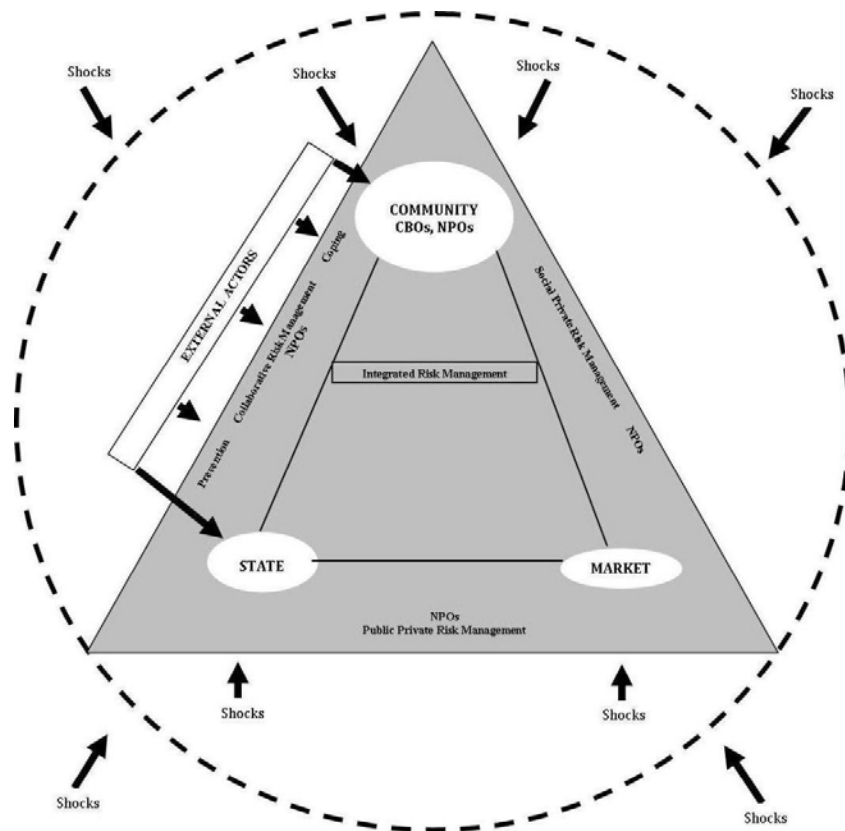 Shocks
Shocks
Shocks
Shocks
COMMUNITY
CBOs, NPOs
EXTERNAL ACTORS
Coping
Collaborative Risk Management
NPOs
Prevention
Social Private Risk Management
NPOs
Integrated Risk Management
STATE
MARKET
NPOs
Public Private Risk Management
Shocks
Shocks
Shocks
Shocks